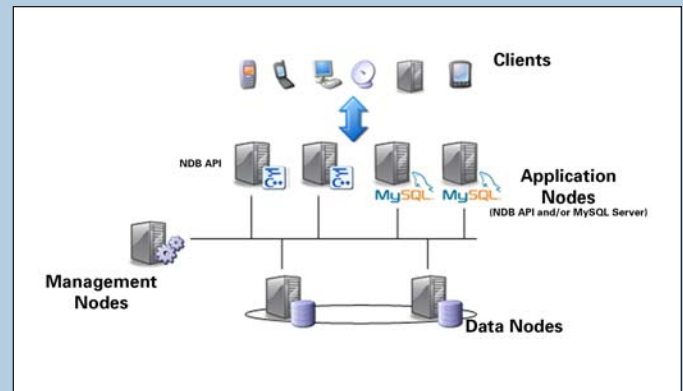 Clients
NDB API
C++
C++
MySQL
MySQL
Application
Nodes
(NDB API and/or MySQL Server)
Management
Nodes
Data Nodes